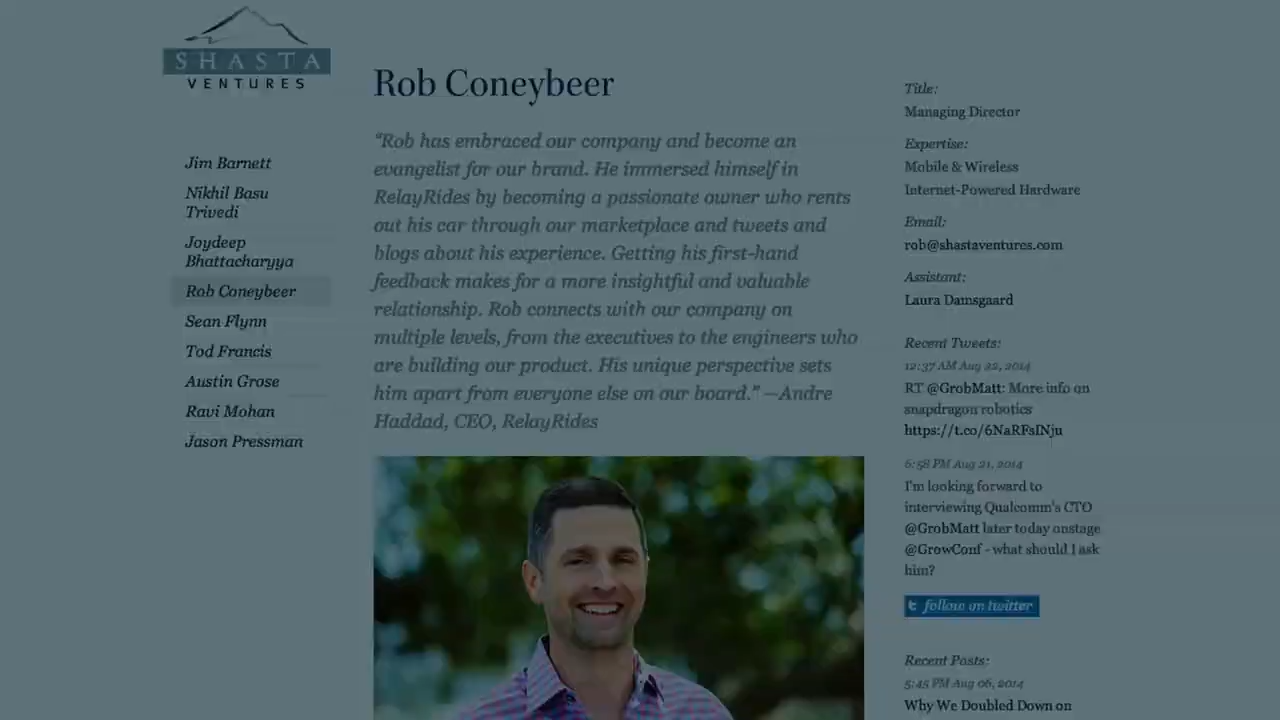 SHASTA
VENTURES
Jim Barnett
Nikhil Basu
Trivedi
Joydeep
Bhattacharyya
Rob Coneybeer
Sean Flynn
Tod Francis
Austin Grose
Ravi Mohan
Jason Pressman
Rob Coneybeer
"Rob has embraced our company and become an
evangelist for our brand. He immersed himself in
RelayRides by becoming a passionate owner who rents
out his car through our marketplace and tweets and
blogs about his experience. Getting his first-hand
feedback makes for a more insightful and valuable
relationship. Rob connects with our company on
multiple levels, from the executives to the engineers who
are building our product. His unique perspective sets
him apart from everyone else on our board." —Andre
Haddad, CEO, RelayRides
Title:
Managing Director
Expertise:
Mobile & Wireless
Internet-Powered Hardware
Email:
rob@shastaventures.com
Assistant:
Laura Damsgaard
Recent Tweets:
12:37 AM Aug 22, 2014
RT @GrobMatt: More info on
snapdragon robotics
https://t.co/6NaRFsINju
6:58 PM Aug 21, 2014
I'm looking forward to
interviewing Qualcomm's CTO
@GrobMatt later today onstage
@GrowConf - what should I ask
him?
follow on twitter
Recent Posts:
5:45 PM Aug 06, 2014
Why We Doubled Down on